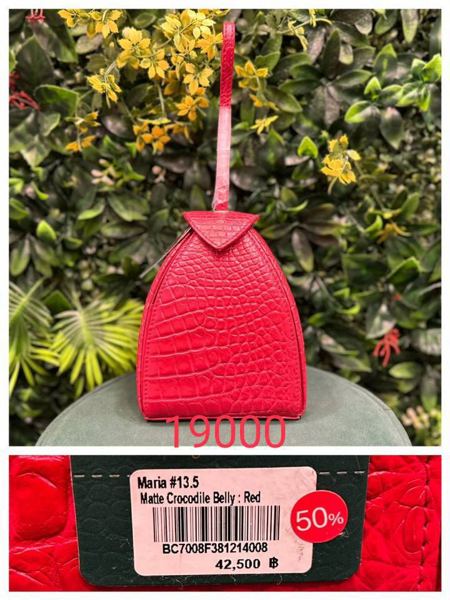 19000
Maria #13.5
Matte Crocodile Belly : Red
50%
BC7008F381214008
42,500 ฿